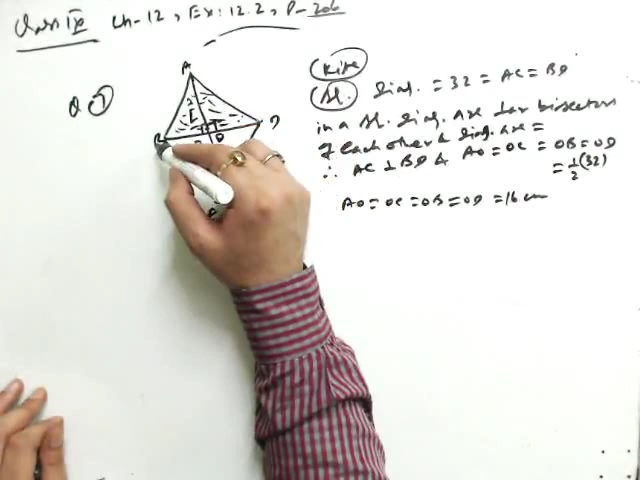 Class IX Ch-12, Ex: 12.2, P-206
Q 7
A
B
D
O
(Kite)
(Sq.) diag. = 32 = AC = BD
in a sq. diag. are ⊥ar bisectors
of each other & diag. are =
∴ AC ⊥ BD & AO = OC = OB = OD
= 1/2 (32)
AO = OC = OB = OD = 16 cm